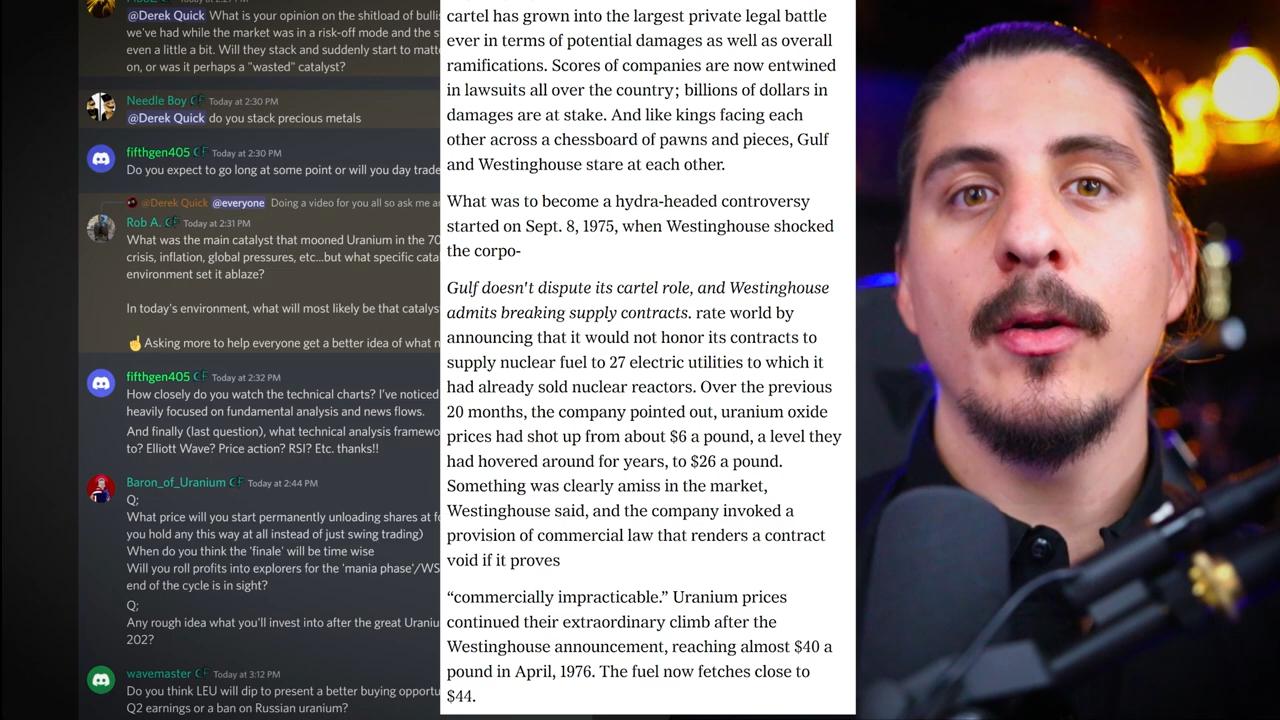 Today at 2:27 PM
@Derek Quick What is your opinion on the shitload of bulli
we've had while the market was in a risk-off mode and the s
even a little a bit. Will they stack and suddenly start to matt
on, or was it perhaps a "wasted" catalyst?
Needle Boy CF Today at 2:30 PM
@Derek Quick do you stack precious metals
fifthgen405 CF Today at 2:30 PM
Do you expect to go long at some point or will you day trade
@Derek Quick @everyone Doing a video for you all so ask me an
Rob A. CF Today at 2:31 PM
What was the main catalyst that mooned Uranium in the 70
crisis, inflation, global pressures, etc...but what specific cata
environment set it ablaze?
In today's environment, what will most likely be that catalys
☝️Asking more to help everyone get a better idea of what n
fifthgen405 CF Today at 2:32 PM
How closely do you watch the technical charts? I've noticed
heavily focused on fundamental analysis and news flows.
And finally (last question), what technical analysis framewo
to? Elliott Wave? Price action? RSI? Etc. thanks!!
Baron_of_Uranium CF Today at 2:44 PM
Q;
What price will you start permanently unloading shares at fo
you hold any this way at all instead of just swing trading)
When do you think the 'finale' will be time wise
Will you roll profits into explorers for the 'mania phase'/WS
end of the cycle is in sight?
Q;
Any rough idea what you'll invest into after the great Uraniu
202?
wavemaster CF Today at 3:12 PM
Do you think LEU will dip to present a better buying opportu
Q2 earnings or a ban on Russian uranium?
cartel has grown into the largest private legal battle
ever in terms of potential damages as well as overall
ramifications. Scores of companies are now entwined
in lawsuits all over the country; billions of dollars in
damages are at stake. And like kings facing each
other across a chessboard of pawns and pieces, Gulf
and Westinghouse stare at each other.
What was to become a hydra-headed controversy
started on Sept. 8, 1975, when Westinghouse shocked
the corpo-
Gulf doesn't dispute its cartel role, and Westinghouse
admits breaking supply contracts. rate world by
announcing that it would not honor its contracts to
supply nuclear fuel to 27 electric utilities to which it
had already sold nuclear reactors. Over the previous
20 months, the company pointed out, uranium oxide
prices had shot up from about $6 a pound, a level they
had hovered around for years, to $26 a pound.
Something was clearly amiss in the market,
Westinghouse said, and the company invoked a
provision of commercial law that renders a contract
void if it proves
“commercially impracticable.” Uranium prices
continued their extraordinary climb after the
Westinghouse announcement, reaching almost $40 a
pound in April, 1976. The fuel now fetches close to
$44.